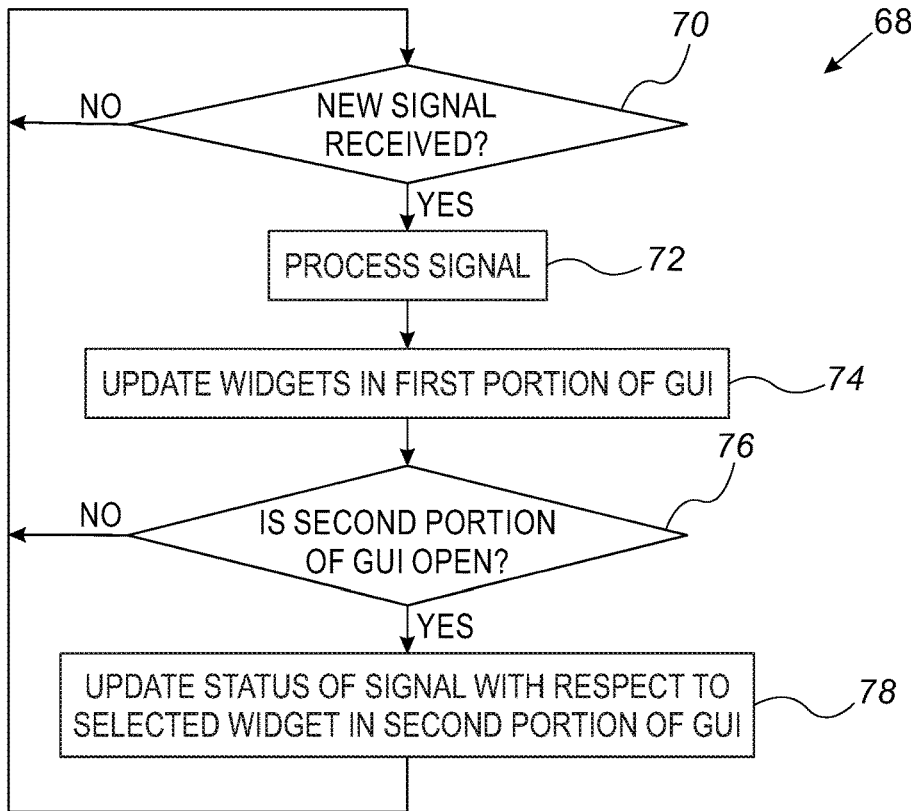 68
70
NEW SIGNAL
RECEIVED?
NO
YES
PROCESS SIGNAL
72
UPDATE WIDGETS IN FIRST PORTION OF GUI
74
76
IS SECOND PORTION
OF GUI OPEN?
NO
YES
UPDATE STATUS OF SIGNAL WITH RESPECT TO
SELECTED WIDGET IN SECOND PORTION OF GUI
78